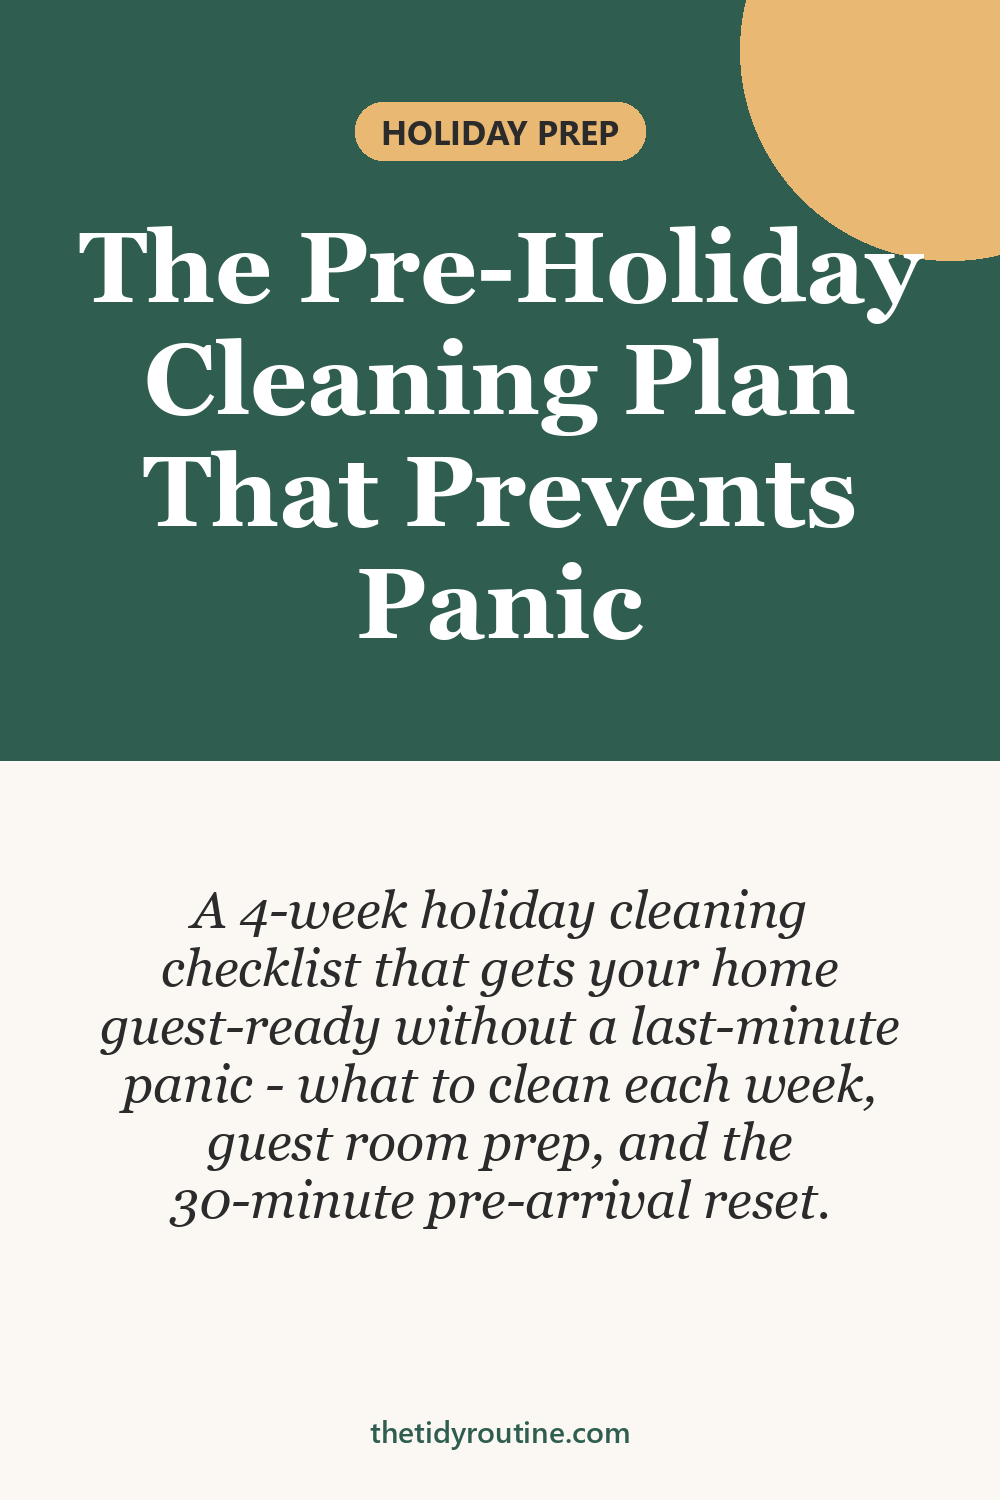 HOLIDAY PREP
The Pre-Holiday
Cleaning Plan
That Prevents
Panic
A 4-week holiday cleaning
checklist that gets your home
guest-ready without a last-minute
panic - what to clean each week,
guest room prep, and the
30-minute pre-arrival reset.
thetidyroutine.com